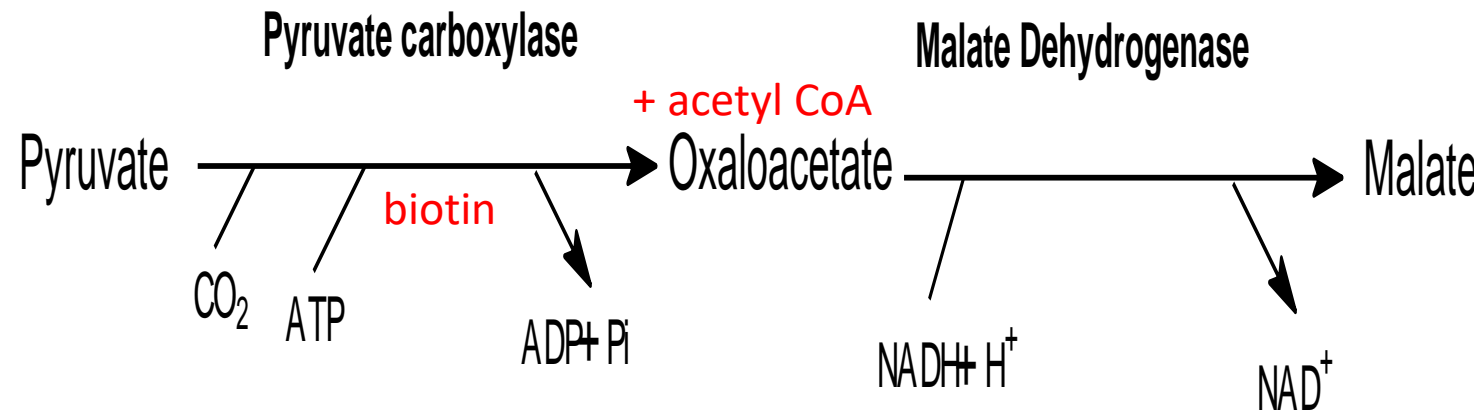 Pyruvate carboxylase
Malate Dehydrogenase
+ acetyl CoA
Pyruvate
Oxaloacetate
Malate
biotin
CO₂
ATP
ADP+ Pi
NADH+ H⁺
NAD⁺